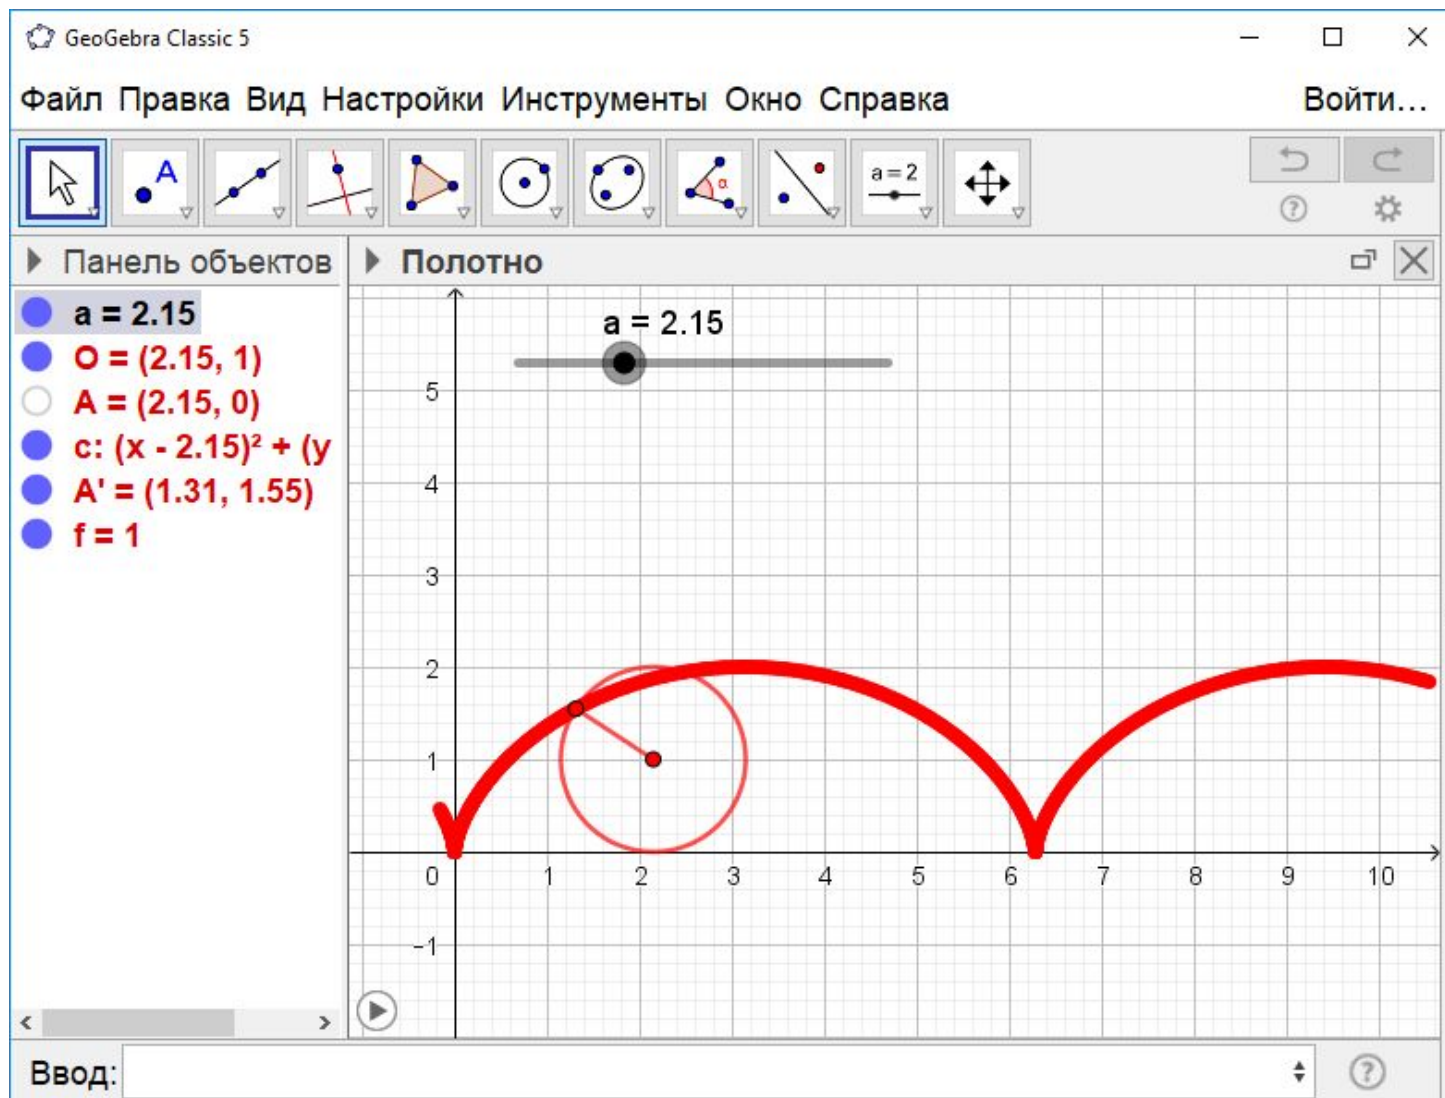 GeoGebra Classic 5
Файл Правка Вид Настройки Инструменты Окно Справка Войти…
A
α
a = 2
Панель объектов
Полотно
a = 2.15
O = (2.15, 1)
A = (2.15, 0)
c: (x - 2.15)² + (y
A' = (1.31, 1.55)
f = 1
a = 2.15
5
4
3
2
1
0 1 2 3 4 5 6 7 8 9 10
−1
Ввод: